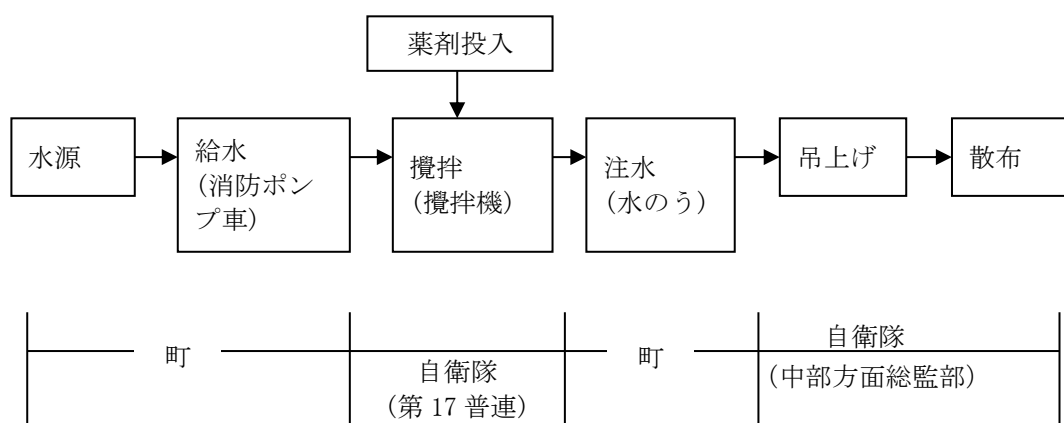 薬剤投入
水源
給水
(消防ポン
プ車)
攪拌
(攪拌機)
注水
(水のう)
吊上げ
散布
町
自衛隊
(第 17 普連)
町
自衛隊
(中部方面総監部)